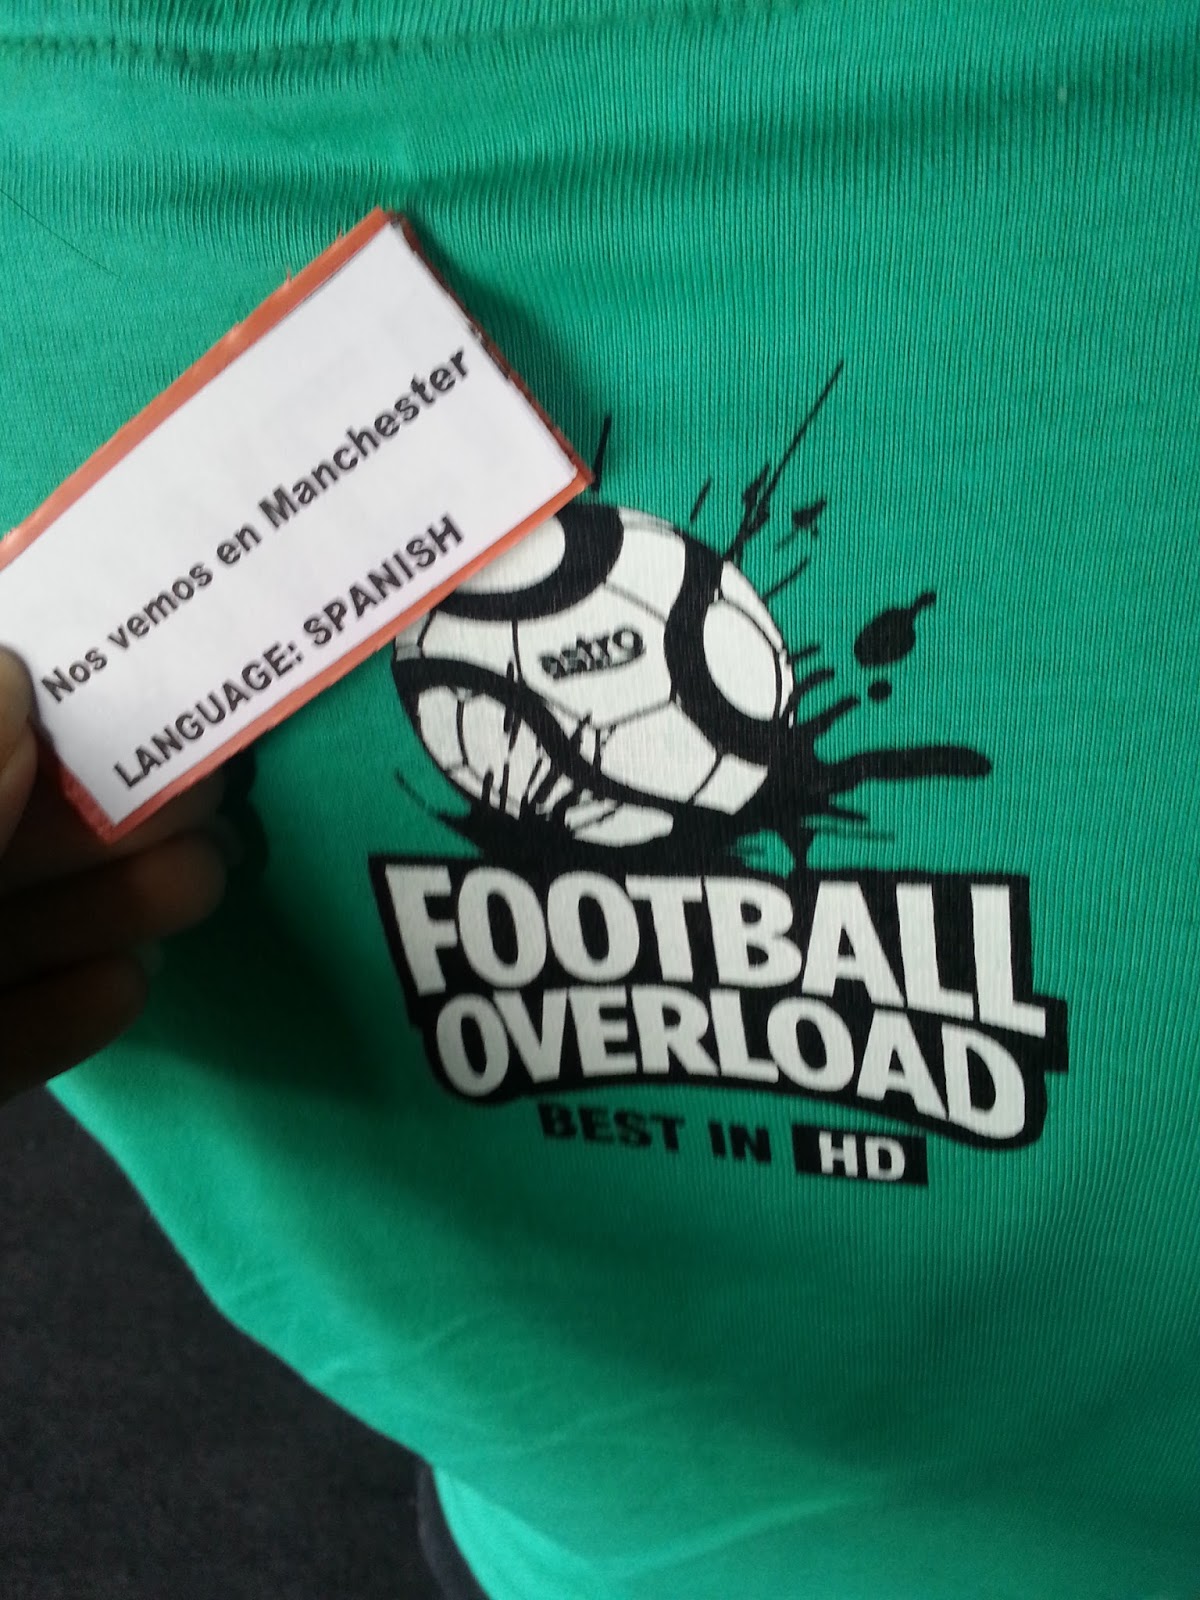 Nos vemos en Manchester
LANGUAGE: SPANISH
astro
FOOTBALL
OVERLOAD
BEST IN HD